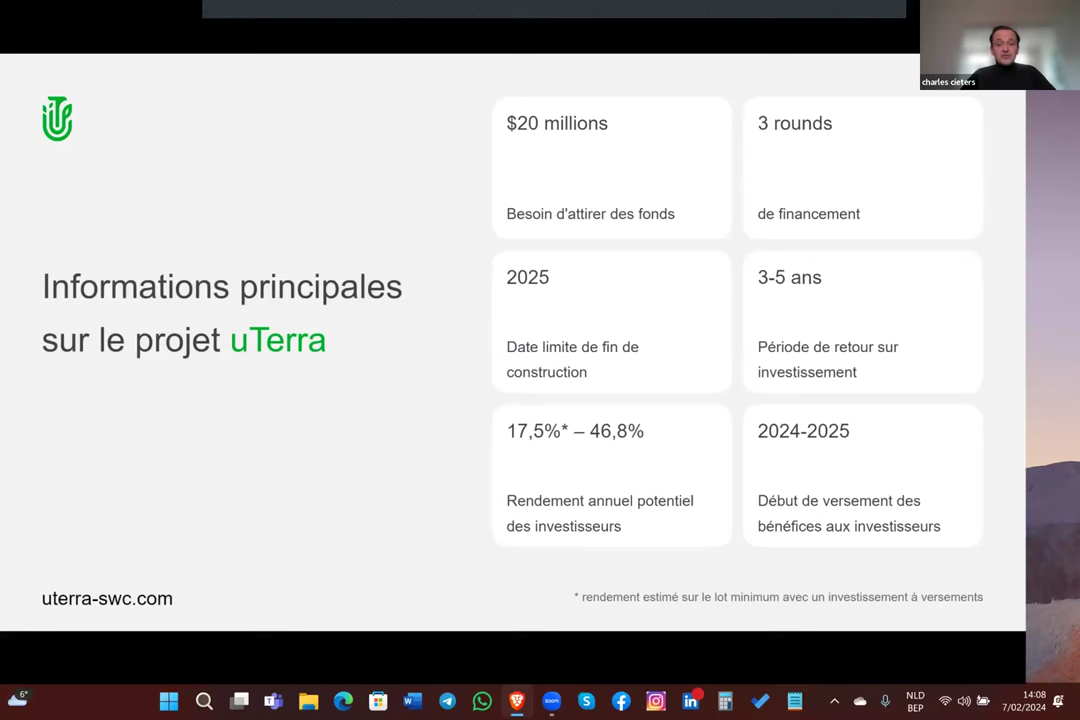 charles cieters
$20 millions
Besoin d'attirer des fonds
3 rounds
de financement
Informations principales
sur le projet uTerra
2025
Date limite de fin de
construction
3-5 ans
Période de retour sur
investissement
17,5%* – 46,8%
Rendement annuel potentiel
des investisseurs
2024-2025
Début de versement des
bénéfices aux investisseurs
uterra-swc.com
* rendement estimé sur le lot minimum avec un investissement à versements
6°
NLD
BEP
14:08
7/02/2024